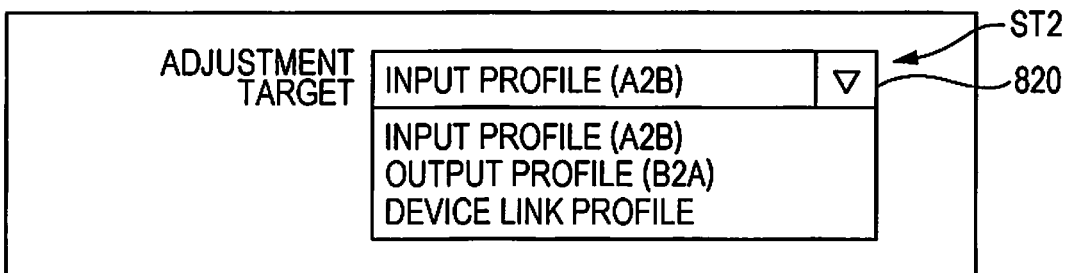 ST2
ADJUSTMENT
TARGET
INPUT PROFILE (A2B)
820
INPUT PROFILE (A2B)
OUTPUT PROFILE (B2A)
DEVICE LINK PROFILE